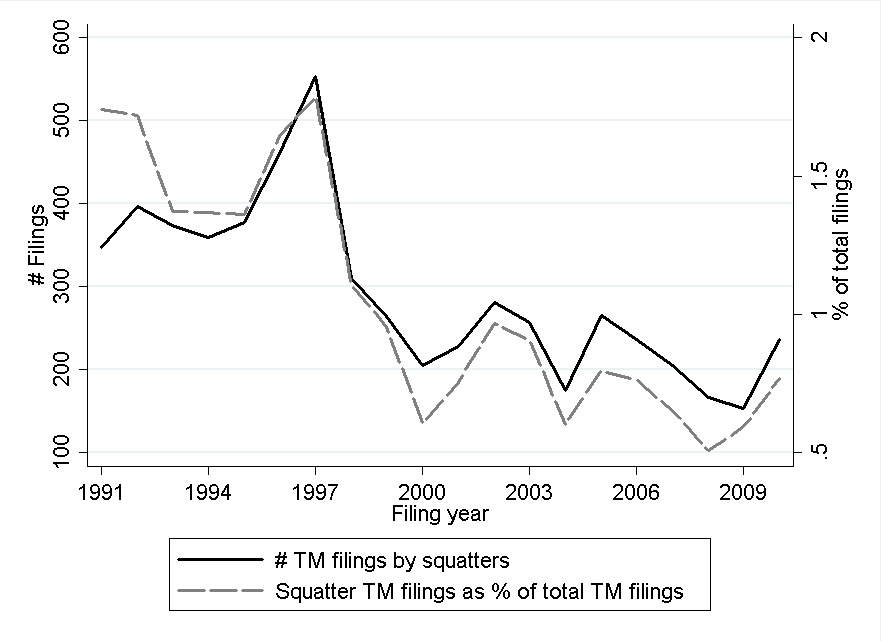 600
500
400
300
200
100
# Filings
2
1.5
1
.5
% of total filings
1991 1994 1997 2000 2003 2006 2009
Filing year
# TM filings by squatters
Squatter TM filings as % of total TM filings